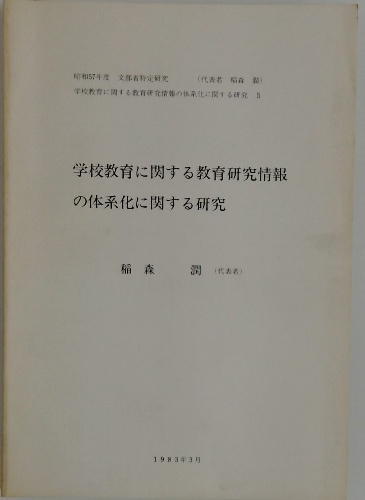 昭和57年度 文部省特定研究 (代表者 稲森 潤)
学校教育に関する教育研究情報の体系化に関する研究 5
学校教育に関する教育研究情報
の体系化に関する研究
稲森 潤 (代表者)
1983年3月